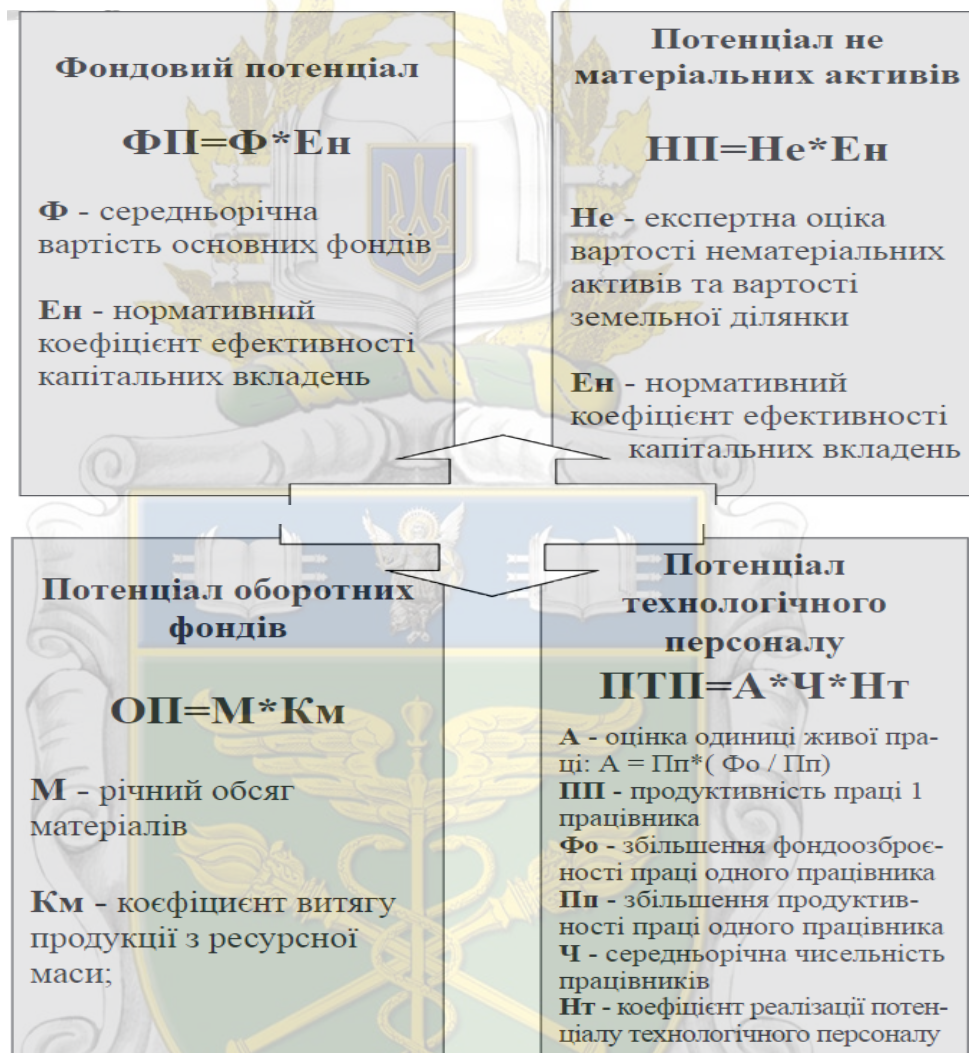 Фондовий потенціал
ФП=Ф*Ен
Ф - середньорічна
вартість основних фондів
Ен - нормативний
коефіцієнт ефективності
капітальних вкладень
Потенціал не
матеріальних активів
НП=Не*Ен
Не - експертна оціка
вартості нематеріальних
активів та вартості
земельної ділянки
Ен - нормативний
коефіцієнт ефективності
капітальних вкладень
Потенціал оборотних
фондів
ОП=М*Км
М - річний обсяг
матеріалів
Км - коєфіциєнт витягу
продукції з ресурсної
маси;
Потенціал
технологічного
персоналу
ПТП=А*Ч*Нт
А - оцінка одиниці живої пра-
ці: А = Пп*( Фо / Пп)
ПП - продуктивність праці 1
працівника
Фо - збільшення фондоозброє-
ності праці одного працівника
Пп - збільшення продуктив-
ності праці одного працівника
Ч - середньорічна чисельність
працівників
Нт - коефіцієнт реалізації потен-
ціалу технологічного персоналу